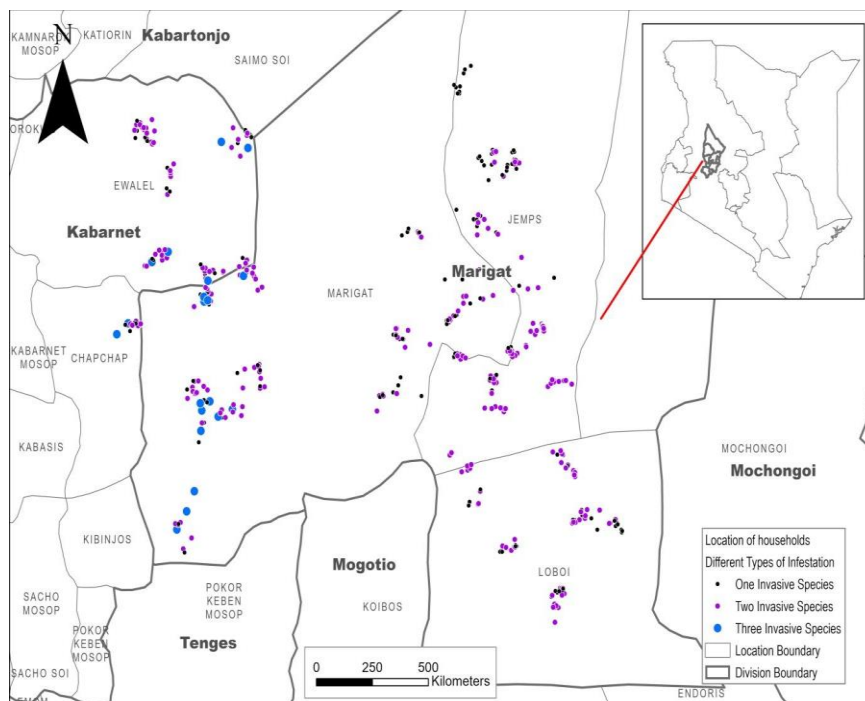 KAMNAROK
MOSOP
N
KATIORIN
Kabartonjo
SAIMO SOI
EWALEL
Kabarnet
JEMPS
Marigat
MARIGAT
KABARNET
MOSOP
CHAPCHAP
KABASIS
MOCHONGOI
Mochongoi
KIBINJOS
Mogotio
LOBOI
SACHO
MOSOP
POKOR
KEBEN
MOSOP
KOIBOS
POKOR
KEBEN
MOSOP
Tenges
SACHO SOI
ENDORIS
0 250 500
Kilometers
Location of households
Different Types of Infestation
One Invasive Species
Two Invasive Species
Three Invasive Species
Location Boundary
Division Boundary